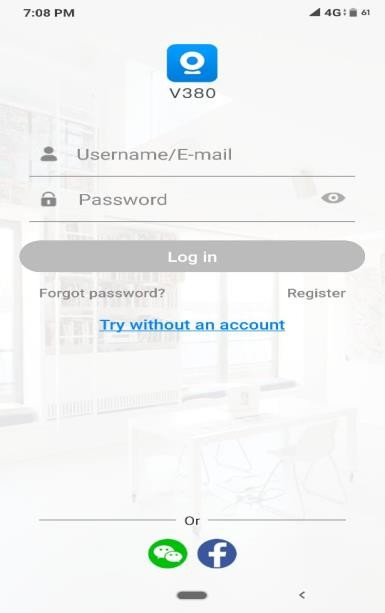 7:08 PM 4G 61
V380
Username/E-mail
Password
Log in
Forgot password? Register
Try without an account
Or